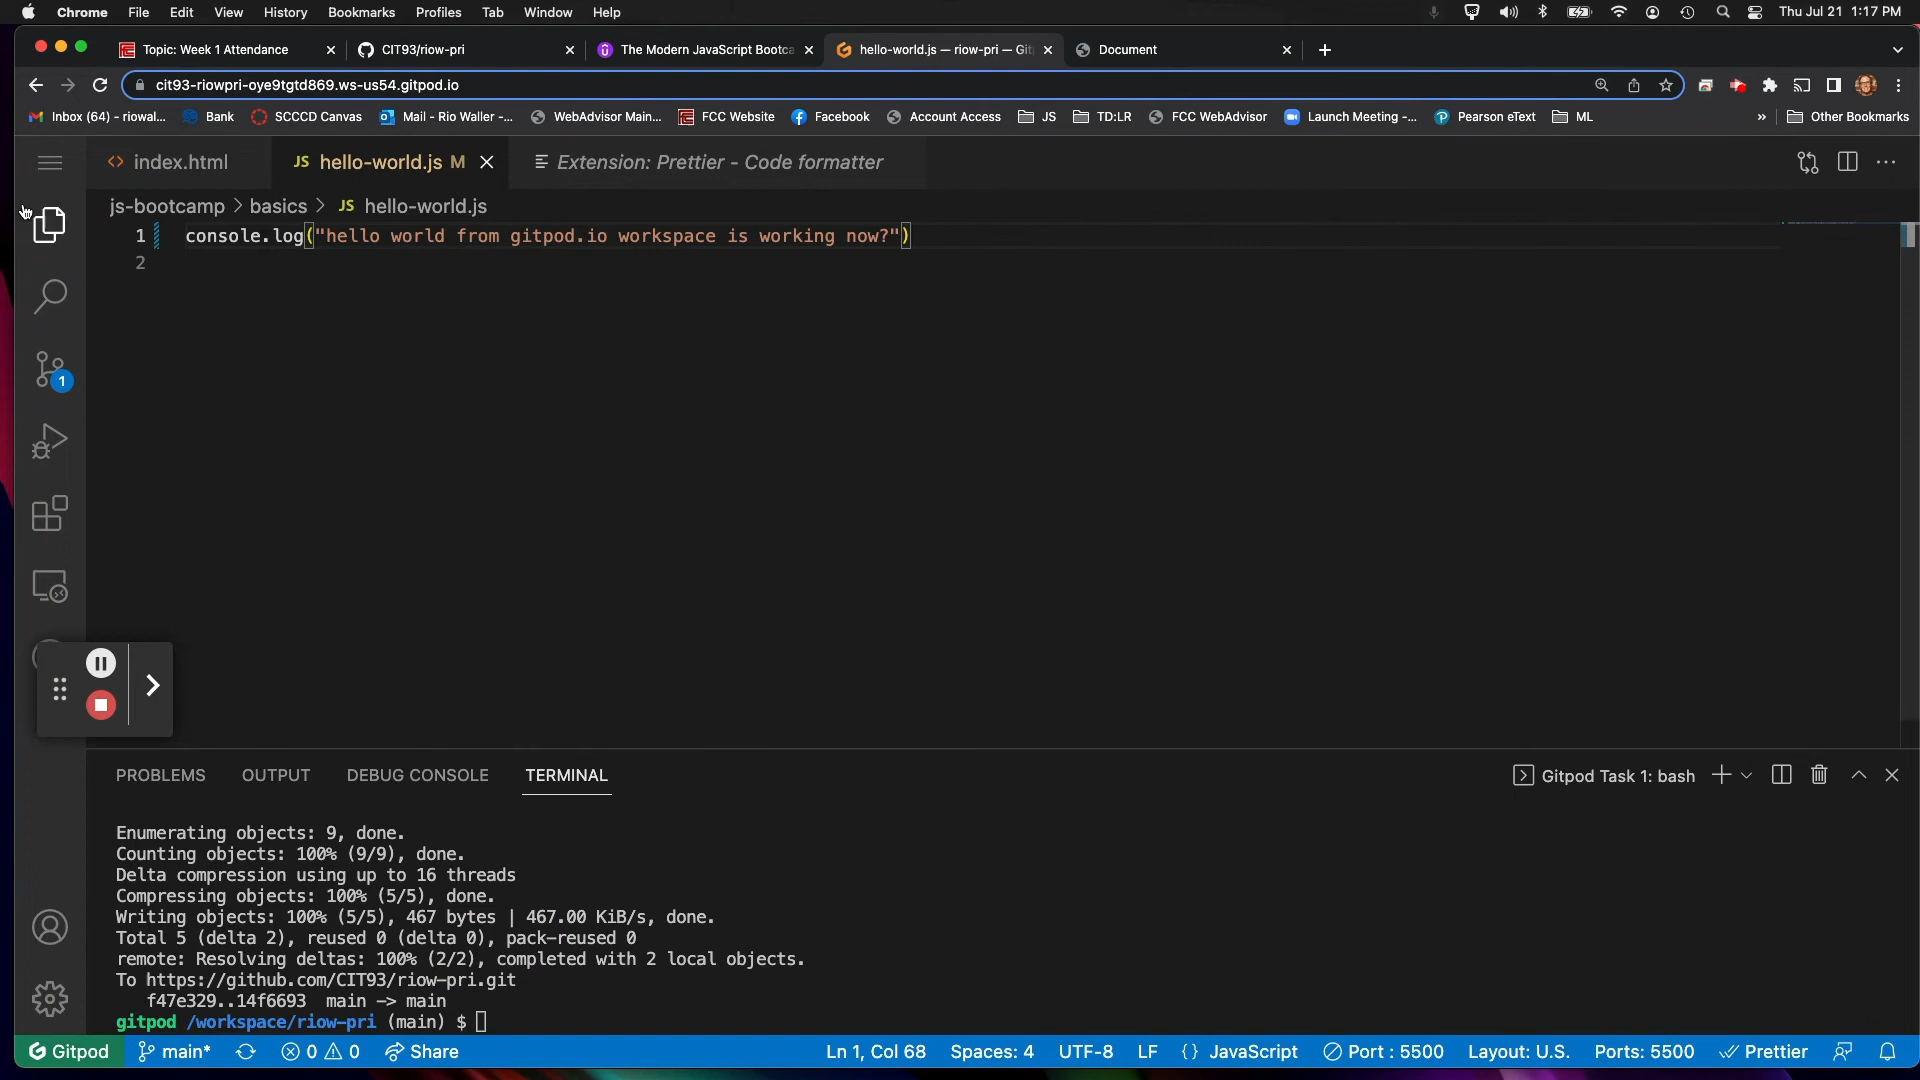 Chrome File Edit View History Bookmarks Profiles Tab Window Help Thu Jul 21 1:17 PM
Topic: Week 1 Attendance CIT93/riow-pri The Modern JavaScript Bootca hello-world.js — riow-pri — Git Document
cit93-riowpri-oye9tgtd869.ws-us54.gitpod.io
Inbox (64) - riowal... Bank SCCCD Canvas Mail - Rio Waller -... WebAdvisor Main... FCC Website Facebook Account Access JS TD:LR FCC WebAdvisor Launch Meeting -... Pearson eText ML » Other Bookmarks
index.html JS hello-world.js M Extension: Prettier - Code formatter
js-bootcamp > basics > JS hello-world.js
1 console.log("hello world from gitpod.io workspace is working now?")
2
1
PROBLEMS OUTPUT DEBUG CONSOLE TERMINAL Gitpod Task 1: bash
Enumerating objects: 9, done.
Counting objects: 100% (9/9), done.
Delta compression using up to 16 threads
Compressing objects: 100% (5/5), done.
Writing objects: 100% (5/5), 467 bytes | 467.00 KiB/s, done.
Total 5 (delta 2), reused 0 (delta 0), pack-reused 0
remote: Resolving deltas: 100% (2/2), completed with 2 local objects.
To https://github.com/CIT93/riow-pri.git
f47e329..14f6693 main -> main
gitpod /workspace/riow-pri (main) $
Gitpod main* 0 0 Share Ln 1, Col 68 Spaces: 4 UTF-8 LF {} JavaScript Port : 5500 Layout: U.S. Ports: 5500 Prettier